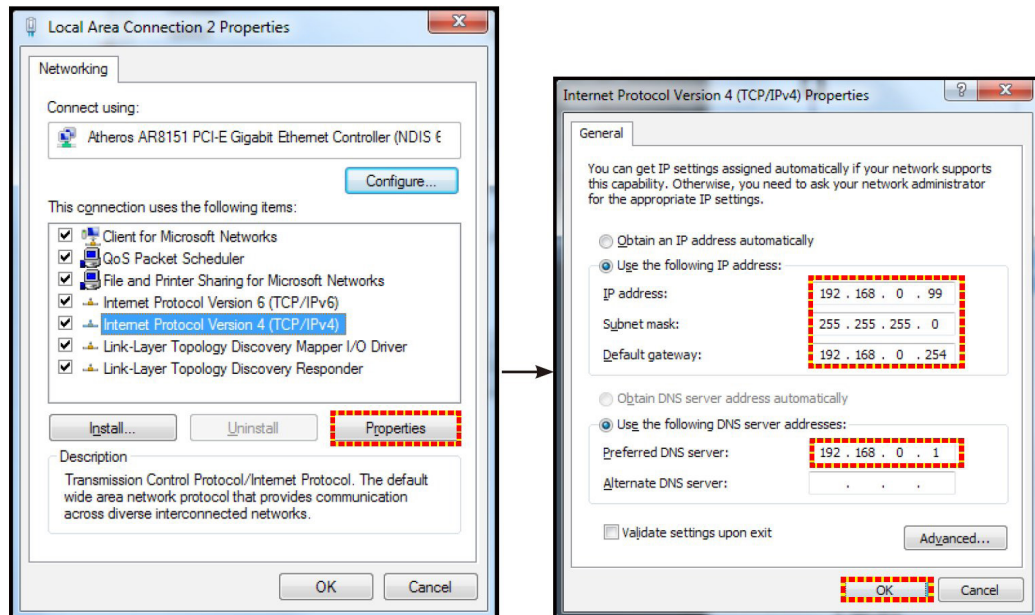 Local Area Connection 2 Properties
Networking
Connect using:
Atheros AR8151 PCI-E Gigabit Ethernet Controller (NDIS 6
Configure...
This connection uses the following items:
Client for Microsoft Networks
QoS Packet Scheduler
File and Printer Sharing for Microsoft Networks
Internet Protocol Version 6 (TCP/IPv6)
Internet Protocol Version 4 (TCP/IPv4)
Link-Layer Topology Discovery Mapper I/O Driver
Link-Layer Topology Discovery Responder
Install...
Uninstall
Properties
Description
Transmission Control Protocol/Internet Protocol. The default
wide area network protocol that provides communication
across diverse interconnected networks.
OK
Cancel
Internet Protocol Version 4 (TCP/IPv4) Properties
General
You can get IP settings assigned automatically if your network supports
this capability. Otherwise, you need to ask your network administrator
for the appropriate IP settings.
Obtain an IP address automatically
Use the following IP address:
IP address: 192 . 168 . 0 . 99
Subnet mask: 255 . 255 . 255 . 0
Default gateway: 192 . 168 . 0 . 254
Obtain DNS server address automatically
Use the following DNS server addresses:
Preferred DNS server: 192 . 168 . 0 . 1
Alternate DNS server: . . .
Validate settings upon exit
Advanced...
OK
Cancel